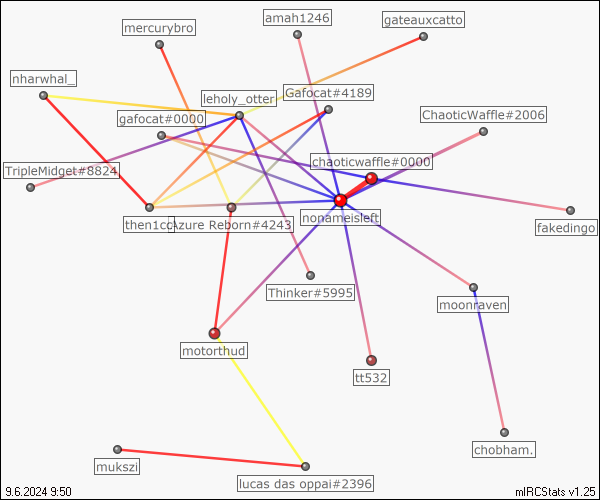 amah1246
gateauxcatto
mercurybro
nharwhal_
Gafocat#4189
leholy_otter
gafocat#0000
ChaoticWaffle#2006
chaoticwaffle#0000
TripleMidget#8824
nonameisleft
then1cc
Azure Reborn#4243
fakedingo
Thinker#5995
moonraven
motorthud
tt532
chobham.
mukszi
lucas das oppai#2396
9.6.2024 9:50
mIRCStats v1.25